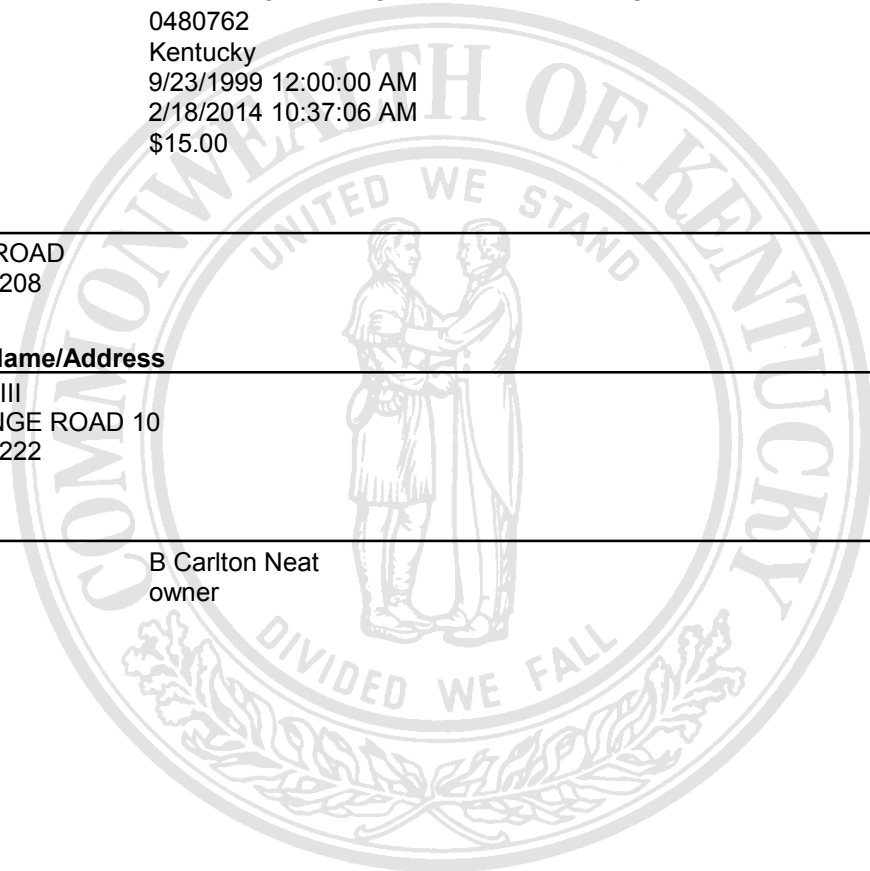 0480762
Kentucky
9/23/1999 12:00:00 AM
2/18/2014 10:37:06 AM
$15.00
COMMONWEALTH OF KENTUCKY
UNITED WE STAND
ROAD
208
lame/Address
III
NGE ROAD 10
222
B Carlton Neat
owner
DIVIDED WE FALL